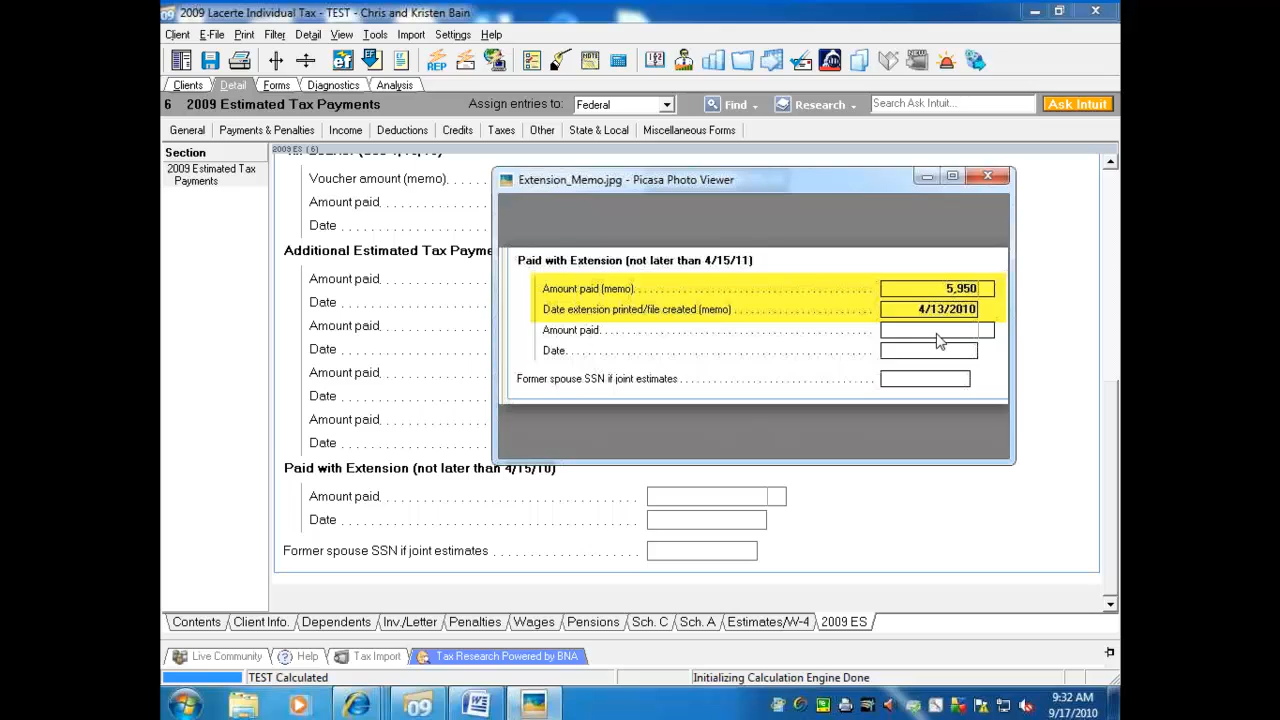 09 2009 Lacerte Individual Tax - TEST - Chris and Kristen Bain
Client E-File Print Filter Detail View Tools Import Settings Help
ef REP NOTE NEW
Clients Detail Forms Diagnostics Analysis
6 2009 Estimated Tax Payments Assign entries to: Federal Find Research Search Ask Intuit Ask Intuit
General Payments & Penalties Income Deductions Credits Taxes Other State & Local Miscellaneous Forms
Section
2009 Estimated Tax
Payments
2009 ES (6)
Voucher amount (memo)
Amount paid
Date
Additional Estimated Tax Payme
Amount paid
Date
Amount paid
Date
Amount paid
Date
Amount paid
Date
Paid with Extension (not later than 4/15/10)
Amount paid
Date
Former spouse SSN if joint estimates
Extension_Memo.jpg - Picasa Photo Viewer
Paid with Extension (not later than 4/15/11)
Amount paid (memo) 5,950
Date extension printed/file created (memo) 4/13/2010
Amount paid
Date
Former spouse SSN if joint estimates
Contents Client Info. Dependents Inv./Letter Penalties Wages Pensions Sch. C Sch. A Estimates/W-4 2009 ES
Live Community Help Tax Import Tax Research Powered by BNA
TEST Calculated Initializing Calculation Engine Done
09 9:32 AM
9/17/2010